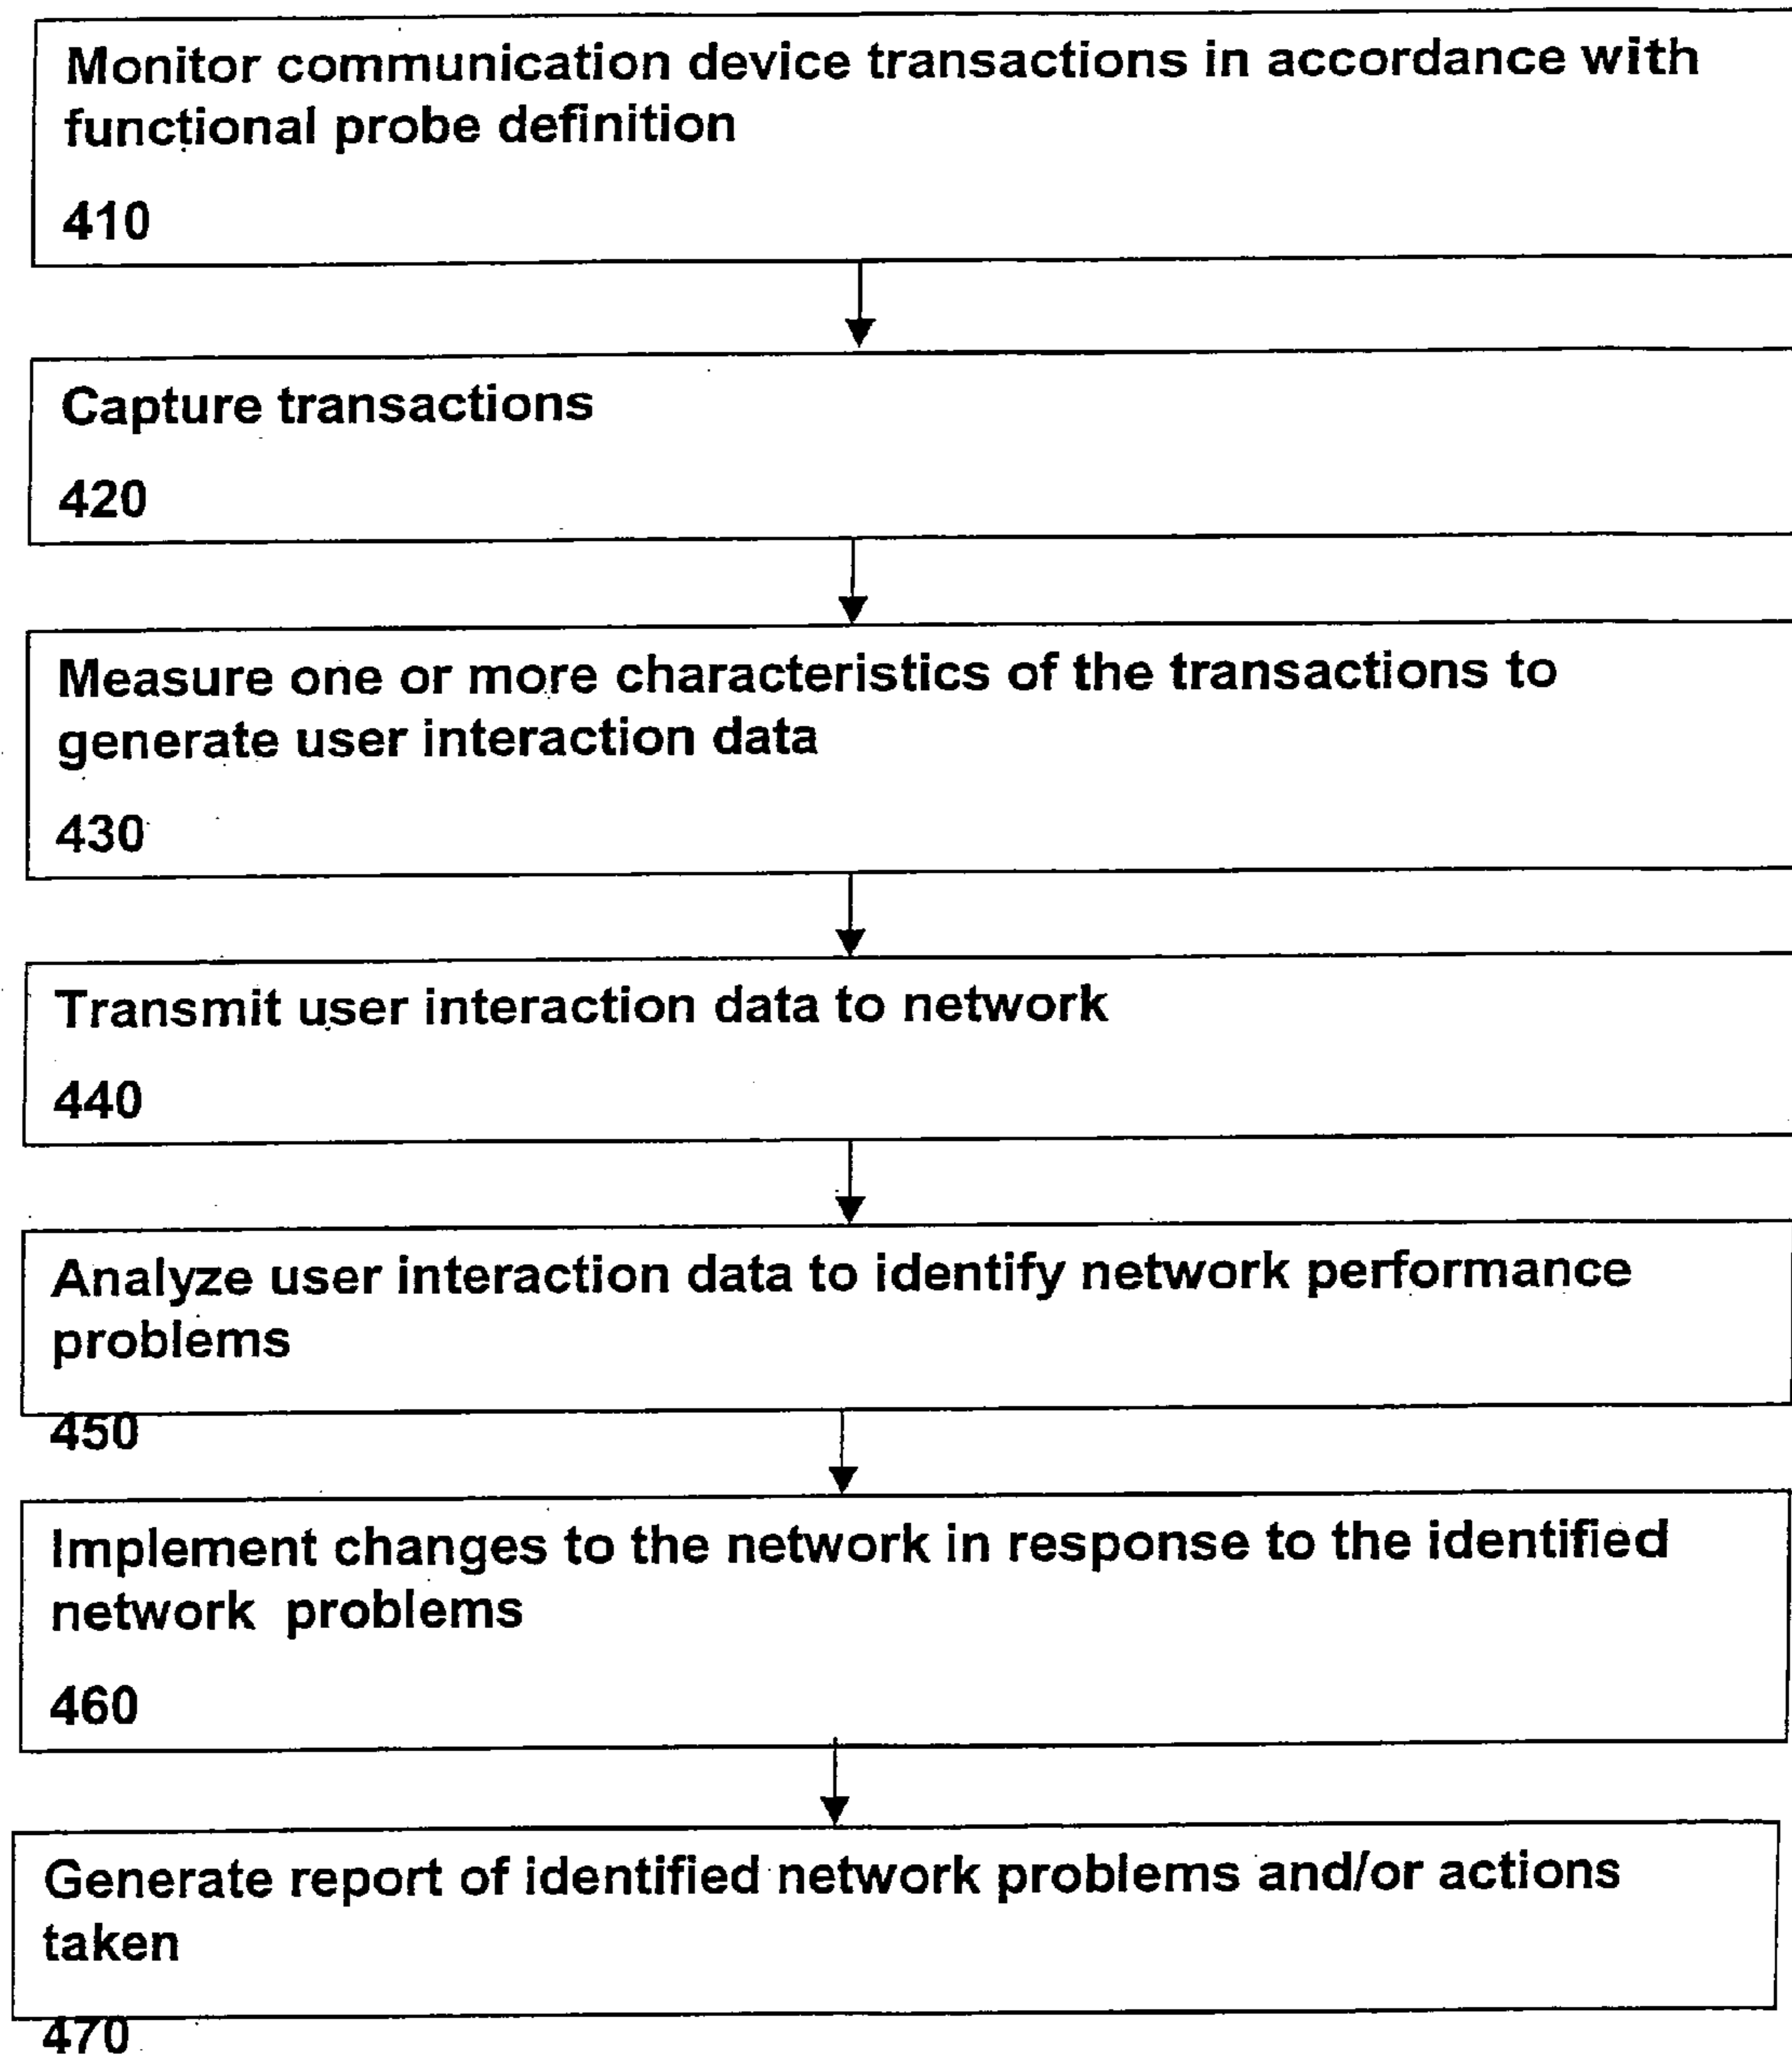 Monitor communication device transactions in accordance with
functional probe definition
410
Capture transactions
420
Measure one or more characteristics of the transactions to
generate user interaction data
430
Transmit user interaction data to network
440
Analyze user interaction data to identify network performance
problems
450
Implement changes to the network in response to the identified
network problems
460
Generate report of identified network problems and/or actions
taken
470